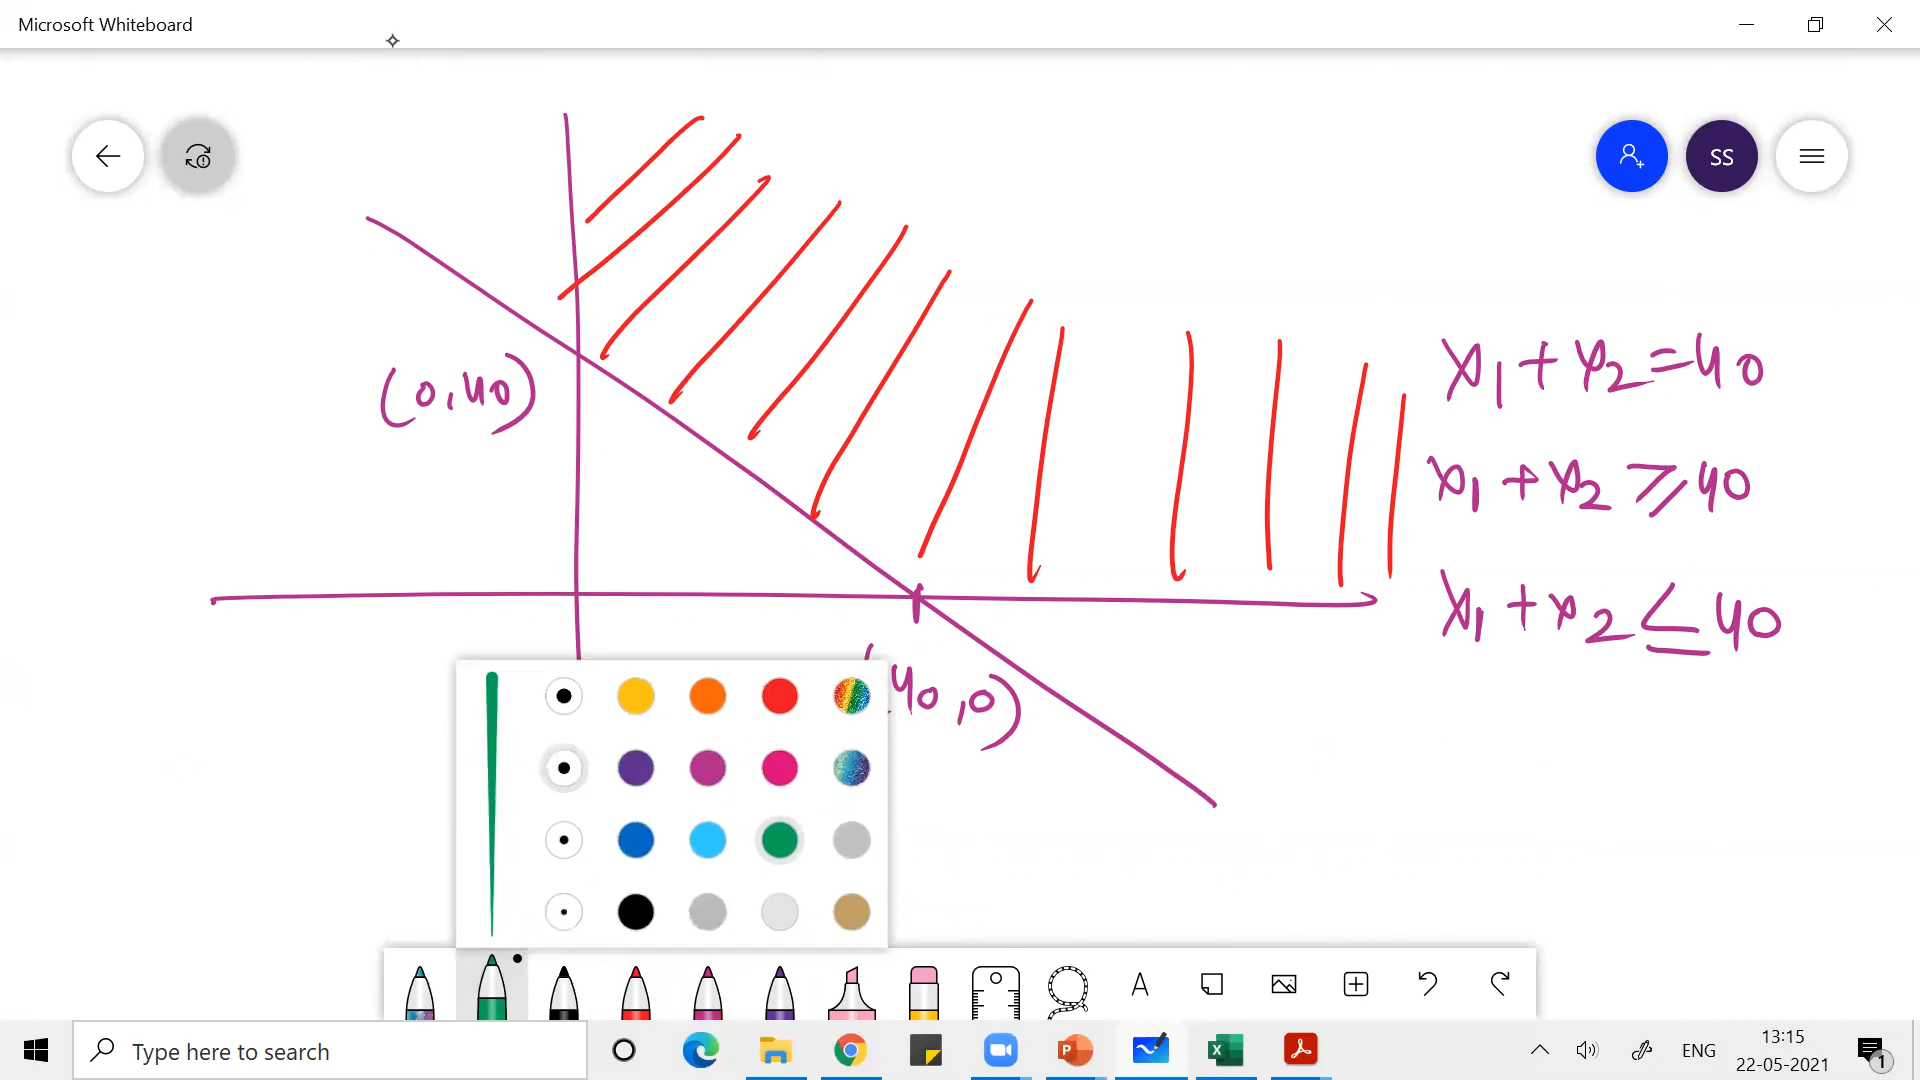 Microsoft Whiteboard
SS
(0,40)
x1 + x2 = 40
x1 + x2 ≥ 40
x1 + x2 ≤ 40
(40,0)
A
Type here to search
ENG
13:15
22-05-2021
1